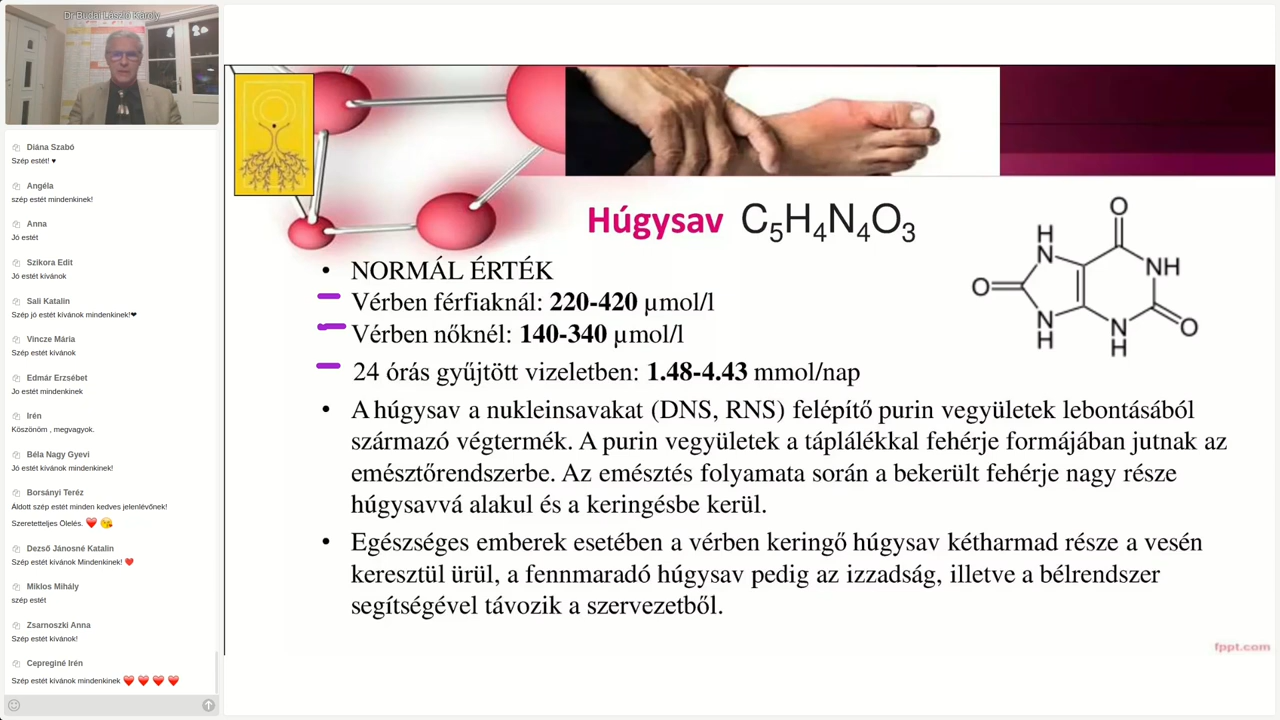 Dr Budai László Károly
Diána Szabó
Szép estét! ♥
Angéla
szép estét mindenkinek!
Anna
Jó estét
Szikora Edit
Jó estét kívánok
Sali Katalin
Szép jó estét kívánok mindenkinek!❤
Vincze Mária
Szép estét kívánok
Edmár Erzsébet
Jo estét mindenkinek
Irén
Köszönöm , megvagyok.
Béla Nagy Gyevi
Jó estét kívánok mindenkinek!
Borsányi Teréz
Áldott szép estét minden kedves jelenlévőnek!
Szeretetteljes Ölelés. ❤️ 😘
Dezső Jánosné Katalin
Szép estét kívánok Mindenkinek! ❤️
Miklos Mihály
szép estét
Zsarnoszki Anna
Szép estét kívánok!
Cepreginé Irén
Szép estét kívánok mindenkinek ❤️ ❤️ ❤️ ❤️
Húgysav C5H4N4O3
• NORMÁL ÉRTÉK
Vérben férfiaknál: 220-420 µmol/l
Vérben nőknél: 140-340 µmol/l
24 órás gyűjtött vizeletben: 1.48-4.43 mmol/nap
• A húgysav a nukleinsavakat (DNS, RNS) felépítő purin vegyületek lebontásából
származó végtermék. A purin vegyületek a táplálékkal fehérje formájában jutnak az
emésztőrendszerbe. Az emésztés folyamata során a bekerült fehérje nagy része
húgysavvá alakul és a keringésbe kerül.
• Egészséges emberek esetében a vérben keringő húgysav kétharmad része a vesén
keresztül ürül, a fennmaradó húgysav pedig az izzadság, illetve a bélrendszer
segítségével távozik a szervezetből.
O
H
N
NH
O
N
H
N
H
O
fppt.com